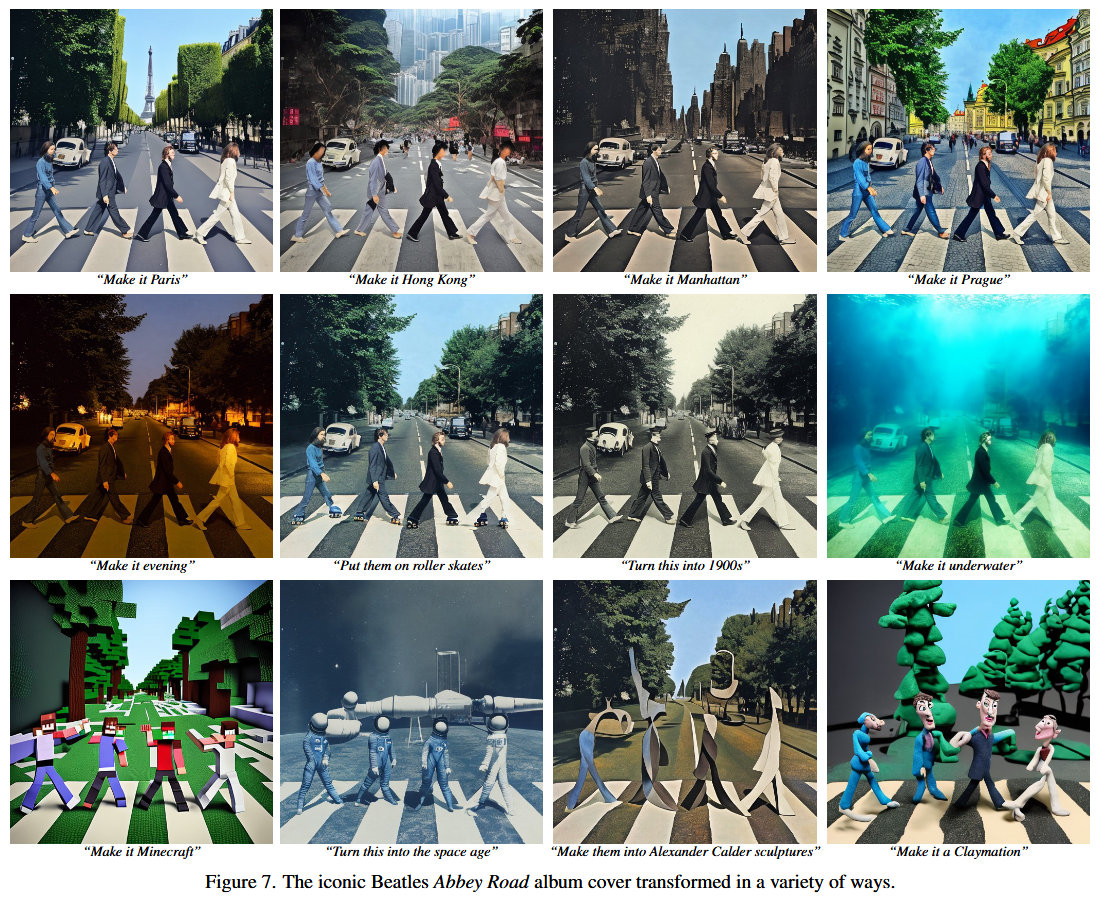 “Make it Paris”
“Make it Hong Kong”
“Make it Manhattan”
“Make it Prague”
“Make it evening”
“Put them on roller skates”
“Turn this into 1900s”
“Make it underwater”
“Make it Minecraft”
“Turn this into the space age”
“Make them into Alexander Calder sculptures”
“Make it a Claymation”
Figure 7. The iconic Beatles Abbey Road album cover transformed in a variety of ways.